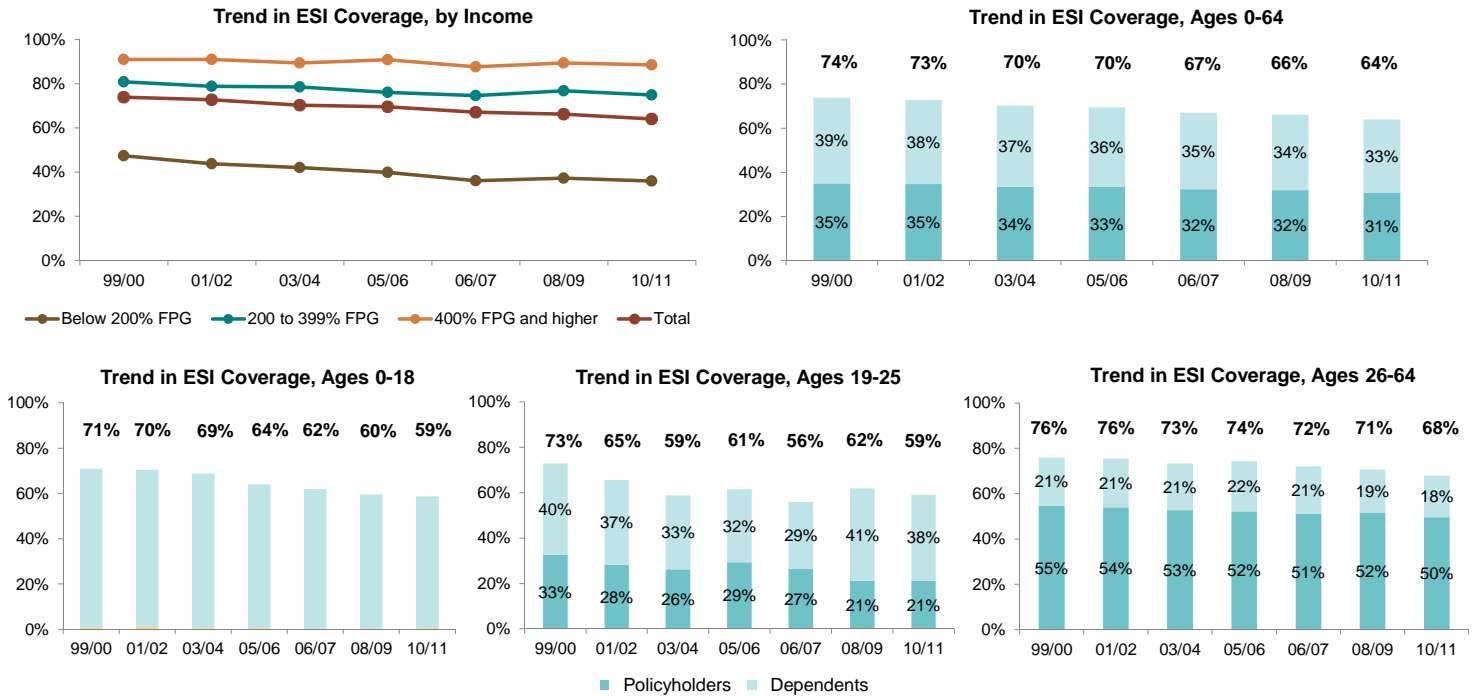 Trend in ESI Coverage, by Income
100%
80%
60%
40%
20%
0%
99/00 01/02 03/04 05/06 06/07 08/09 10/11
Below 200% FPG 200 to 399% FPG 400% FPG and higher Total
Trend in ESI Coverage, Ages 0-64
100%
80%
60%
40%
20%
0%
74% 73% 70% 70% 67% 66% 64%
39% 38% 37% 36% 35% 34% 33%
35% 35% 34% 33% 32% 32% 31%
99/00 01/02 03/04 05/06 06/07 08/09 10/11
Trend in ESI Coverage, Ages 0-18
100%
80%
60%
40%
20%
0%
71% 70% 69% 64% 62% 60% 59%
99/00 01/02 03/04 05/06 06/07 08/09 10/11
Trend in ESI Coverage, Ages 19-25
100%
80%
60%
40%
20%
0%
73% 65% 59% 61% 56% 62% 59%
40% 37% 33% 32% 29% 41% 38%
33% 28% 26% 29% 27% 21% 21%
99/00 01/02 03/04 05/06 06/07 08/09 10/11
Trend in ESI Coverage, Ages 26-64
100%
80%
60%
40%
20%
0%
76% 76% 73% 74% 72% 71% 68%
21% 21% 21% 22% 21% 19% 18%
55% 54% 53% 52% 51% 52% 50%
99/00 01/02 03/04 05/06 06/07 08/09 10/11
Policyholders Dependents